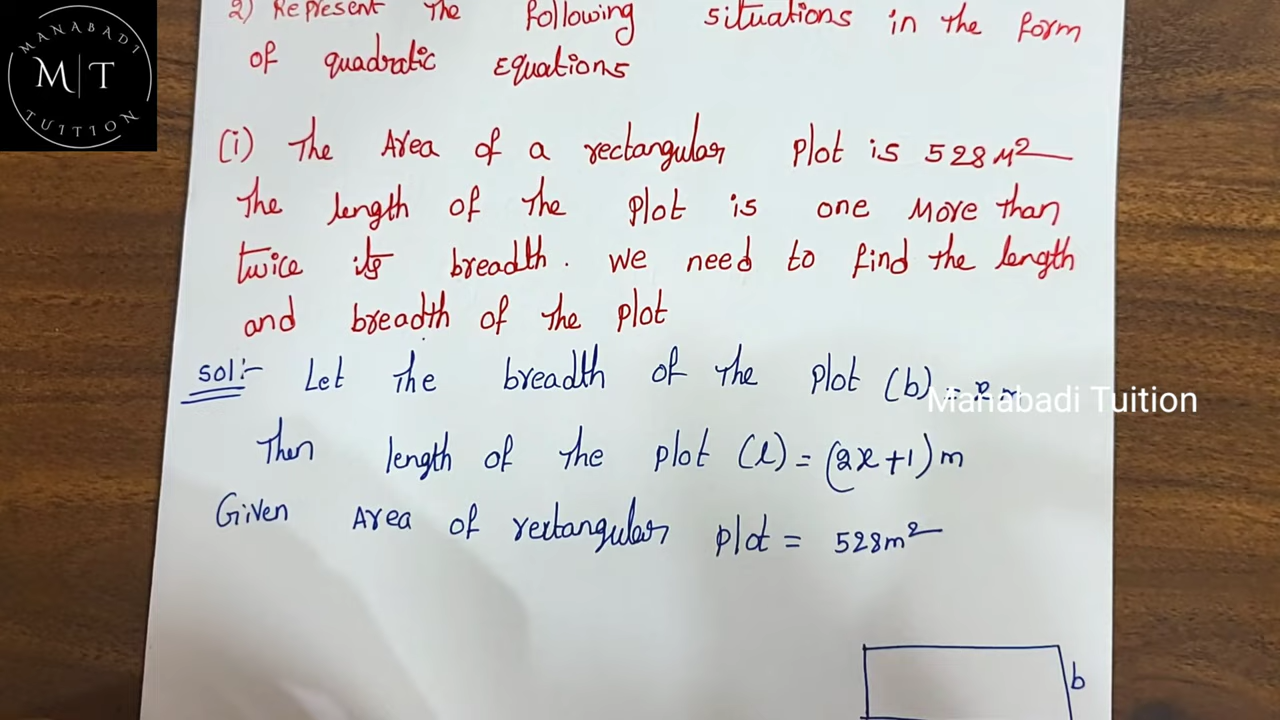 MANABADI
M|T
TUITION
2) Represent the following situations in the form
of quadratic Equations
(i) The Area of a rectangular plot is 528 M²
The length of the plot is one more than
twice its breadth. we need to find the length
and breadth of the plot
Sol:- Let the breadth of the plot (b) = x m
Manabadi Tuition
Then length of the plot (l) = (2x+1) m
Given Area of rectangular plot = 528m²
b